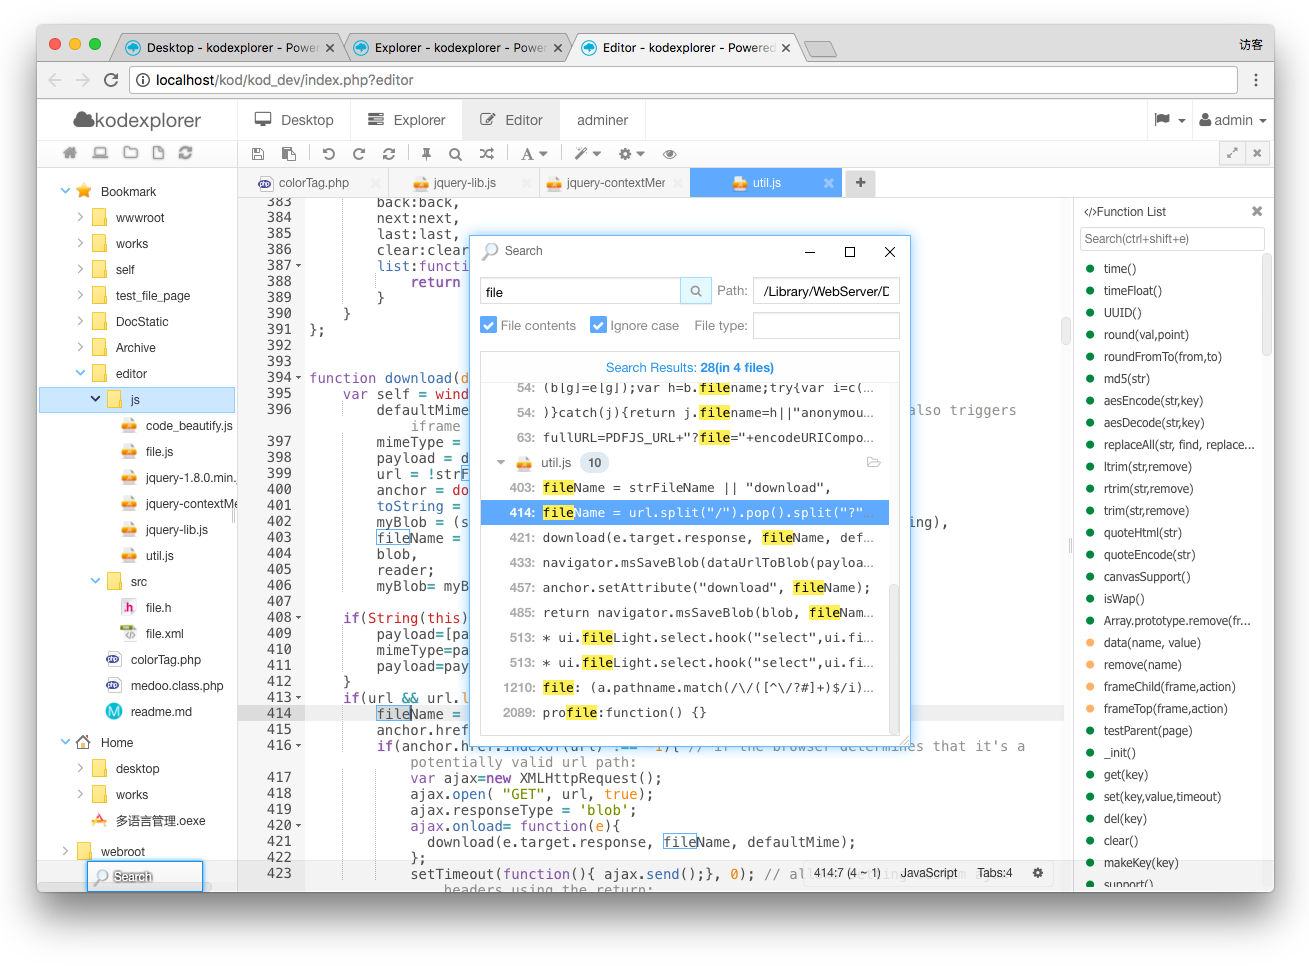 Desktop - kodexplorer - Power
Explorer - kodexplorer - Power
Editor - kodexplorer - Powered
访客
localhost/kod/kod_dev/index.php?editor
kodexplorer
Desktop
Explorer
Editor
adminer
admin
colorTag.php
jquery-lib.js
jquery-contextMer
util.js
Bookmark
wwwroot
works
self
test_file_page
DocStatic
Archive
editor
js
code_beautify.js
file.js
jquery-1.8.0.min.
jquery-contextMe
jquery-lib.js
util.js
src
file.h
file.xml
colorTag.php
medoo.class.php
readme.md
Home
desktop
works
多语言管理.oexe
webroot
Search
383 back:back,
384 next:next,
385 last:last,
386 clear:clear
387 list:functi
388 return
389 }
390 }
391 };
392
393
394 function download(d
395 var self = wind
396 defaultMime also triggers
iframe
397 mimeType =
398 payload = d
399 url = !strF
400 anchor = do
401 toString =
402 myBlob = (s ing),
403 fileName =
404 blob,
405 reader;
406 myBlob= myB
407
408 if(String(this)
409 payload=[pa
410 mimeType=pa
411 payload=pay
412 }
413 if(url && url.l
414 fileName =
415 anchor.href
416 if(anchor.href.indexOf(url) !== -1){ // if the browser determines that it's a
potentially valid url path:
417 var ajax=new XMLHttpRequest();
418 ajax.open( "GET", url, true);
419 ajax.responseType = 'blob';
420 ajax.onload= function(e){
421 download(e.target.response, fileName, defaultMime);
422 };
423 setTimeout(function(){ ajax.send();}, 0); // all
headers using the return:
414:7 (4 ~ 1) JavaScript Tabs:4
Search
file
Path: /Library/WebServer/D
File contents
Ignore case
File type:
Search Results: 28(in 4 files)
54: (b[g]=e[g]);var h=b.filename;try{var i=c(...
54: )}catch(j){return j.filename=h||"anonymou...
63: fullURL=PDFJS_URL+"?file="+encodeURICompo...
util.js 10
403: fileName = strFileName || "download",
414: fileName = url.split("/").pop().split("?"...
421: download(e.target.response, fileName, def...
433: navigator.msSaveBlob(dataUrlToBlob(payloa...
457: anchor.setAttribute("download", fileName);
485: return navigator.msSaveBlob(blob, fileNam...
513: * ui.fileLight.select.hook("select",ui.fi...
513: * ui.fileLight.select.hook("select",ui.fi...
1210: file: (a.pathname.match(/\/([^\/?#]+)$/i)...
2089: profile:function() {}
</>Function List
Search(ctrl+shift+e)
time()
timeFloat()
UUID()
round(val,point)
roundFromTo(from,to)
md5(str)
aesEncode(str,key)
aesDecode(str,key)
replaceAll(str, find, replace...
ltrim(str,remove)
rtrim(str,remove)
trim(str,remove)
quoteHtml(str)
quoteEncode(str)
canvasSupport()
isWap()
Array.prototype.remove(fr...
data(name, value)
remove(name)
frameChild(frame,action)
frameTop(frame,action)
testParent(page)
_init()
get(key)
set(key,value,timeout)
del(key)
clear()
makeKey(key)
support()